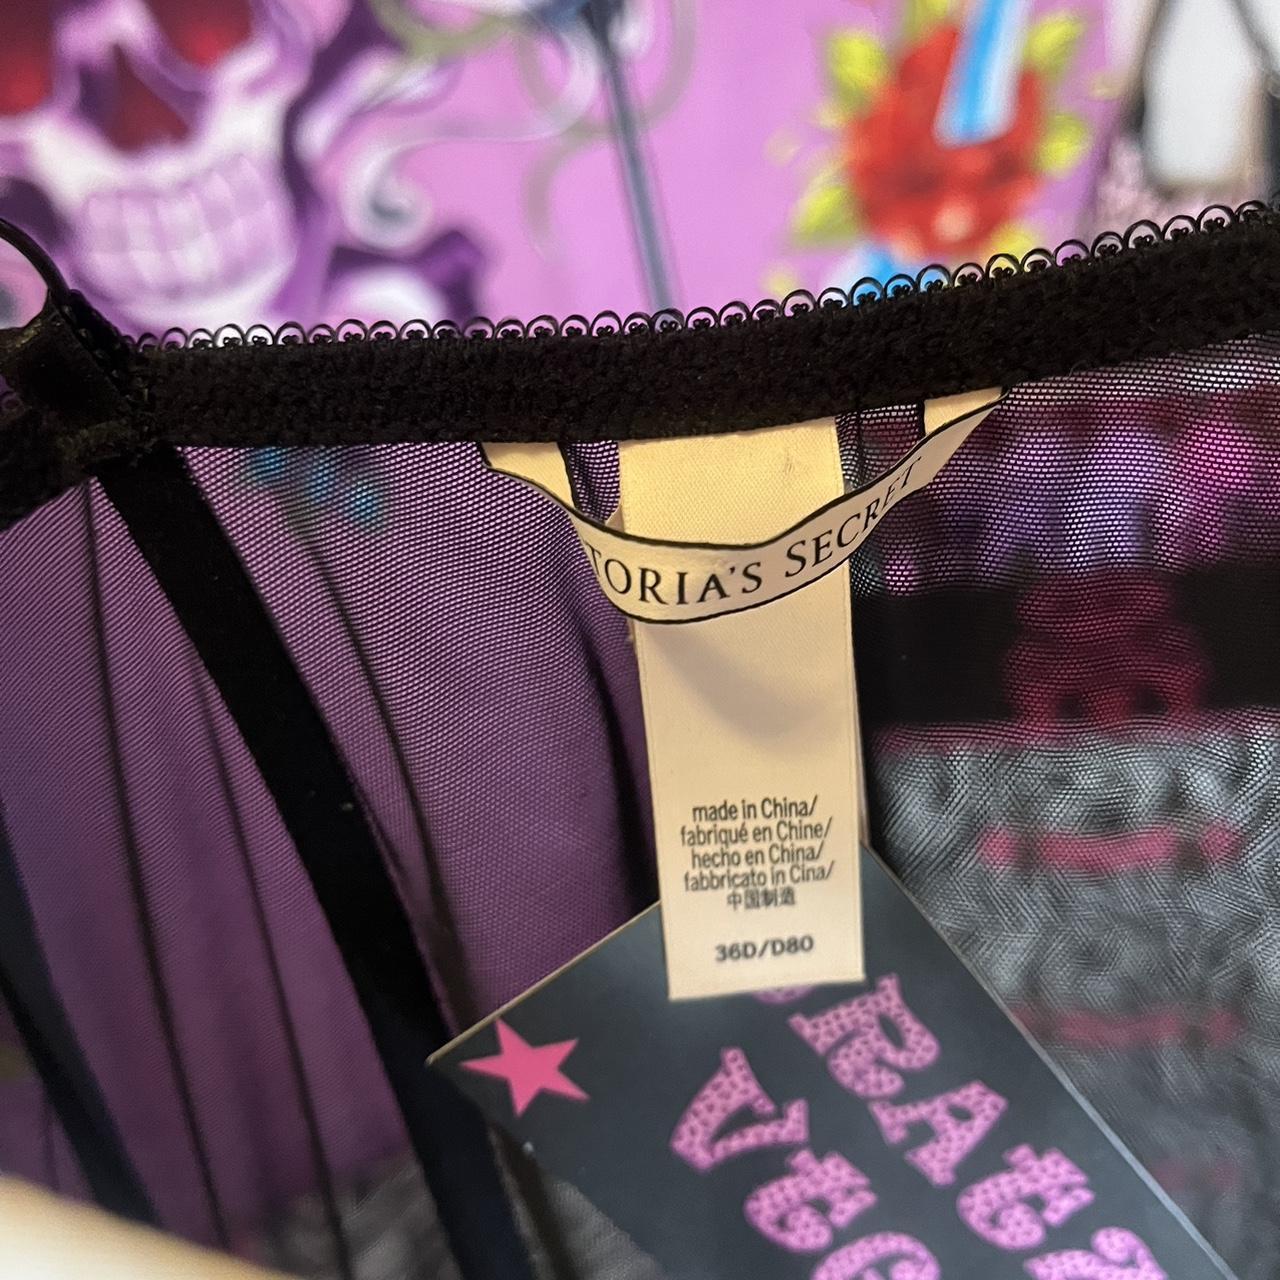 TORIA'S SECRET
made in China/
fabriqué en Chine/
hecho en China/
fabbricato in Cina/
中国制造
36D/D80